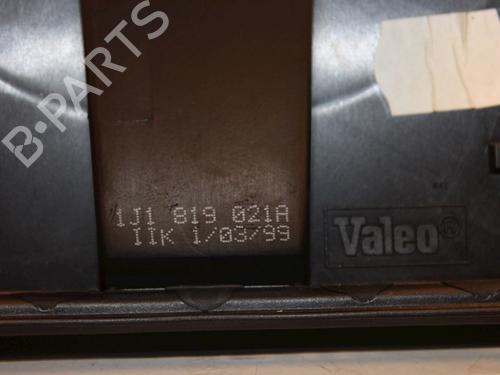 B-PARTS
1J1 819 021A
IIK 1/03/99
Valeo®